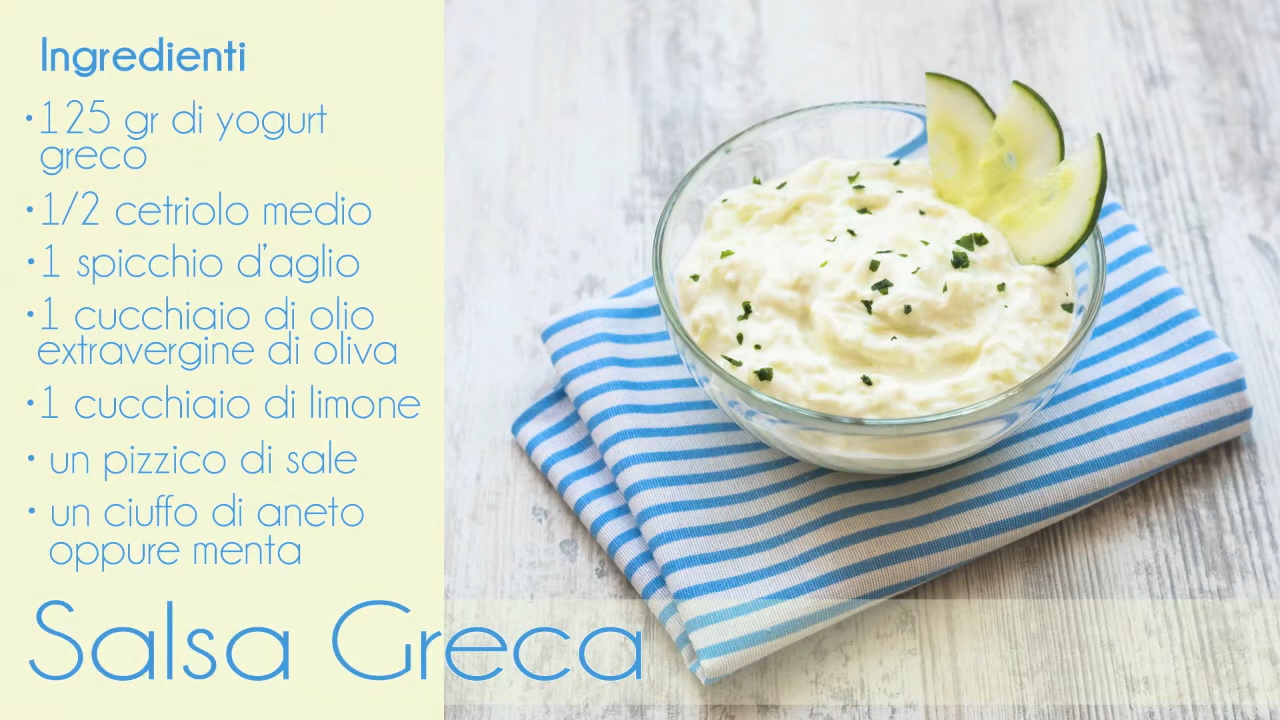 Ingredienti
•125 gr di yogurt
greco
•1/2 cetriolo medio
•1 spicchio d'aglio
•1 cucchiaio di olio
extravergine di oliva
•1 cucchiaio di limone
• un pizzico di sale
• un ciuffo di aneto
oppure menta
Salsa Greca